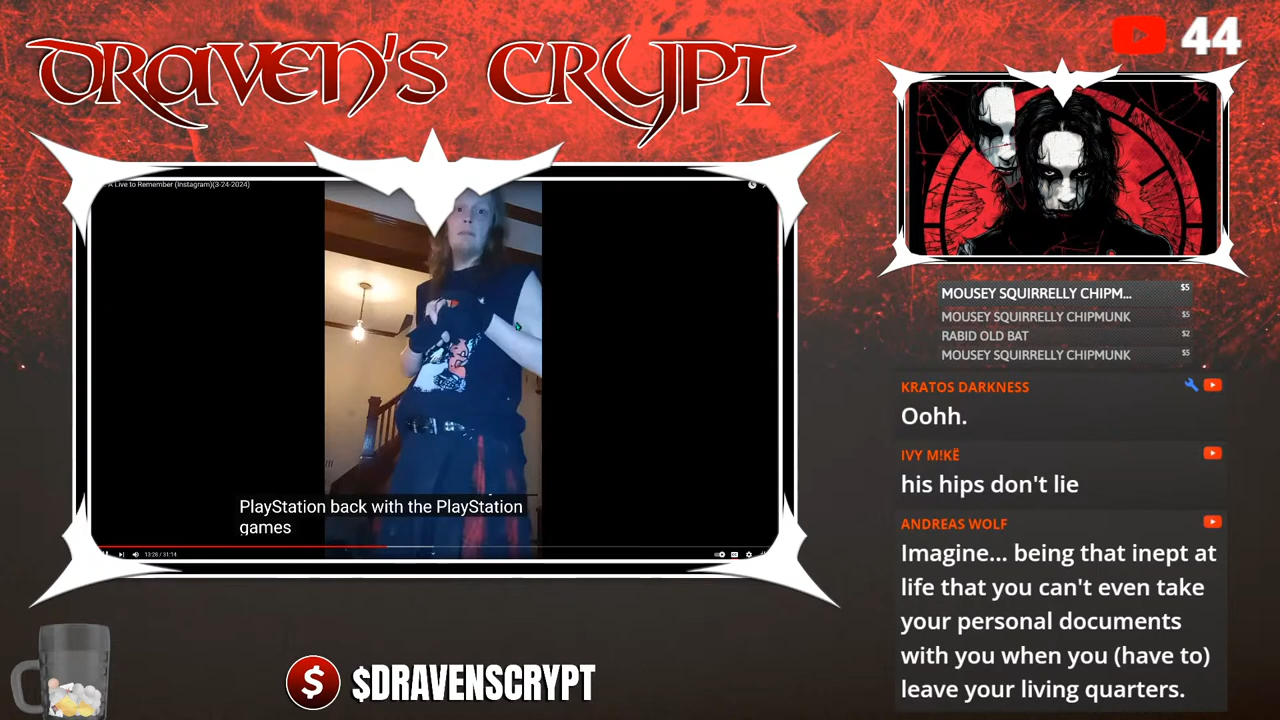 DRAVEN'S CRYPT
44
A Live to Remember (Instagram)(3-24-2024)
PlayStation back with the PlayStation
games
13:26 / 31:14
MOUSEY SQUIRRELLY CHIPM... $5
MOUSEY SQUIRRELLY CHIPMUNK $5
RABID OLD BAT $2
MOUSEY SQUIRRELLY CHIPMUNK $5
KRATOS DARKNESS
Oohh.
IVY M!KË
his hips don't lie
ANDREAS WOLF
Imagine... being that inept at
life that you can't even take
your personal documents
with you when you (have to)
leave your living quarters.
$ $DRAVENSCRYPT